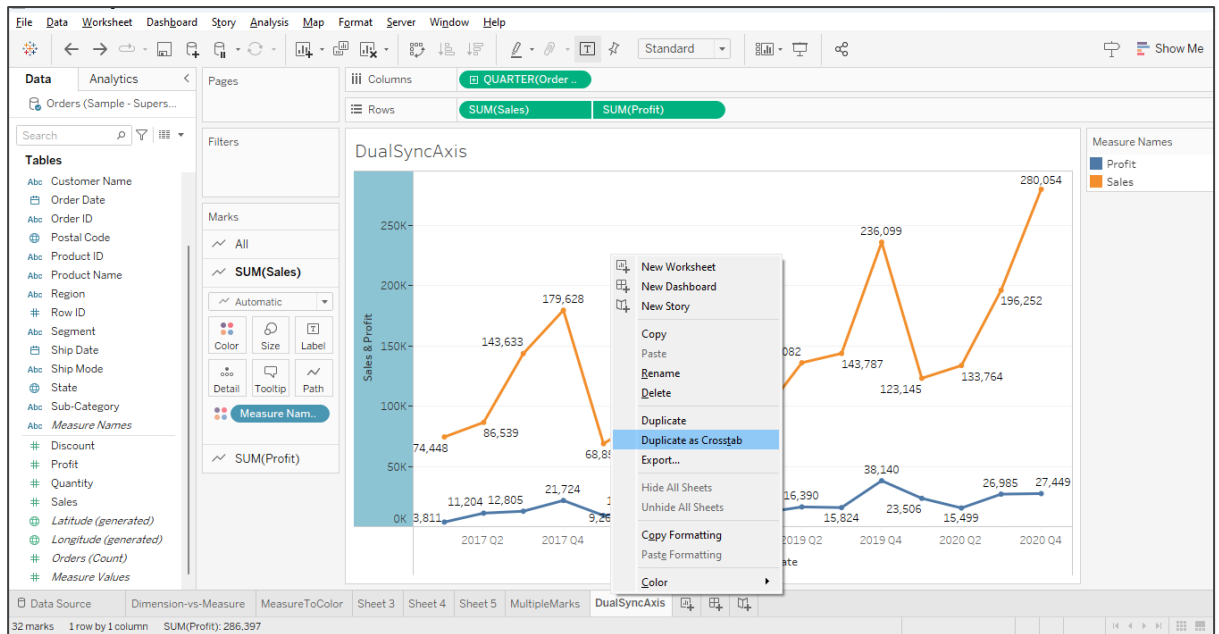 File Data Worksheet Dashboard Story Analysis Map Format Server Window Help
Standard
Show Me
Data Analytics
Orders (Sample - Supers...
Search
Tables
Abc Customer Name
Order Date
Abc Order ID
Postal Code
Abc Product ID
Abc Product Name
Abc Region
# Row ID
Abc Segment
Ship Date
Abc Ship Mode
State
Abc Sub-Category
Abc Measure Names
# Discount
# Profit
# Quantity
# Sales
Latitude (generated)
Longitude (generated)
# Orders (Count)
# Measure Values
Pages
Filters
Marks
All
SUM(Sales)
Automatic
Color Size Label
Detail Tooltip Path
Measure Nam..
SUM(Profit)
iii Columns
QUARTER(Order ..
Rows
SUM(Sales) SUM(Profit)
DualSyncAxis
Sales & Profit
250K
200K
150K
100K
50K
0K
280,054
236,099
179,628
196,252
143,633
143,787
133,764
123,145
86,539
74,448
38,140
26,985 27,449
21,724
11,204 12,805
16,390
23,506
3,811
15,824
15,499
2017 Q2 2017 Q4 2019 Q2 2019 Q4 2020 Q2 2020 Q4
New Worksheet
New Dashboard
New Story
Copy
Paste
Rename
Delete
Duplicate
Duplicate as Crosstab
Export...
Hide All Sheets
Unhide All Sheets
Copy Formatting
Paste Formatting
Color
Measure Names
Profit
Sales
Data Source Dimension-vs-Measure MeasureToColor Sheet 3 Sheet 4 Sheet 5 MultipleMarks DualSyncAxis
32 marks 1 row by 1 column SUM(Profit): 286,397